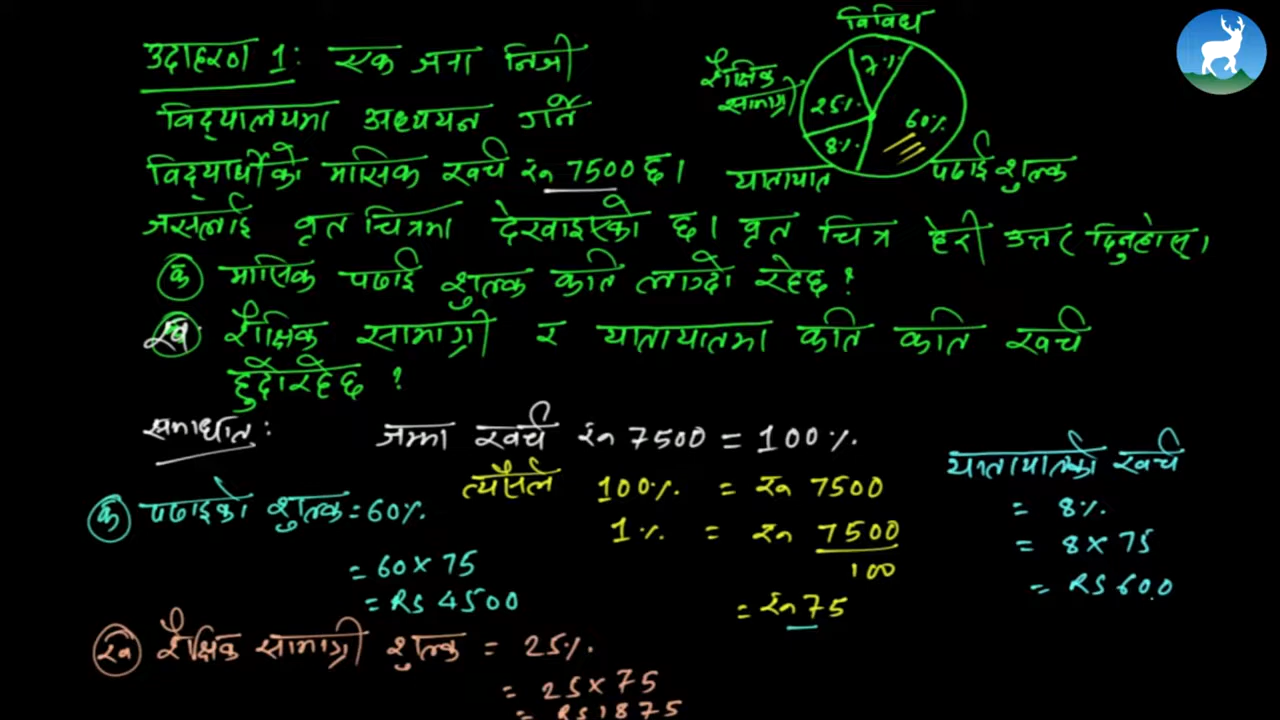 उदाहरण 1: एक जना निजी
विद्यालयमा अध्ययन गर्ने
विद्यार्थीको मासिक खर्च रू 7500 छ।
जसलाई वृत चित्रमा देखाइएको छ। वृत चित्र हेरी उत्तर दिनुहोस्।
विविध
7%
शैक्षिक
सामाग्री
25%
60%
8%
यातायात
पढाई शुल्क
क मासिक पढाई शुल्क कति लाग्दो रहेछ ?
ख शैक्षिक सामाग्री र यातायातमा कति कति खर्च
हुदोरहेछ ?
समाधान:
जम्मा खर्च रू 7500 = 100%.
त्यसैले 100% = रू 7500
1% = रू 7500
100
= रू 75
क पढाइको शुल्क = 60%.
= 60 × 75
= RS 4500
यातायातको खर्च
= 8%.
= 8 × 75
= RS 600
ख शैक्षिक सामाग्री शुल्क = 25%.
= 25 × 75
= RS 1875